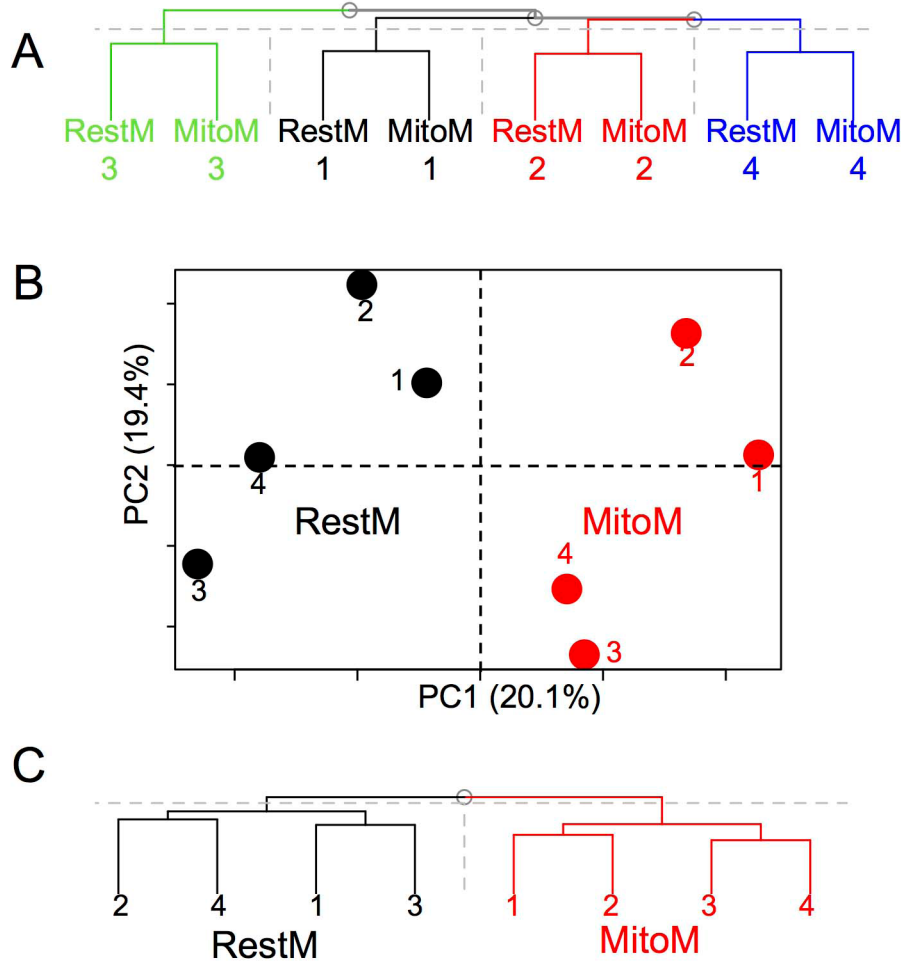 A
RestM MitoM RestM MitoM RestM MitoM RestM MitoM
3 3 1 1 2 2 4 4
B
PC2 (19.4%)
2
2
1
1
4
RestM MitoM
4
3
3
PC1 (20.1%)
C
2 4 1 3 1 2 3 4
RestM MitoM